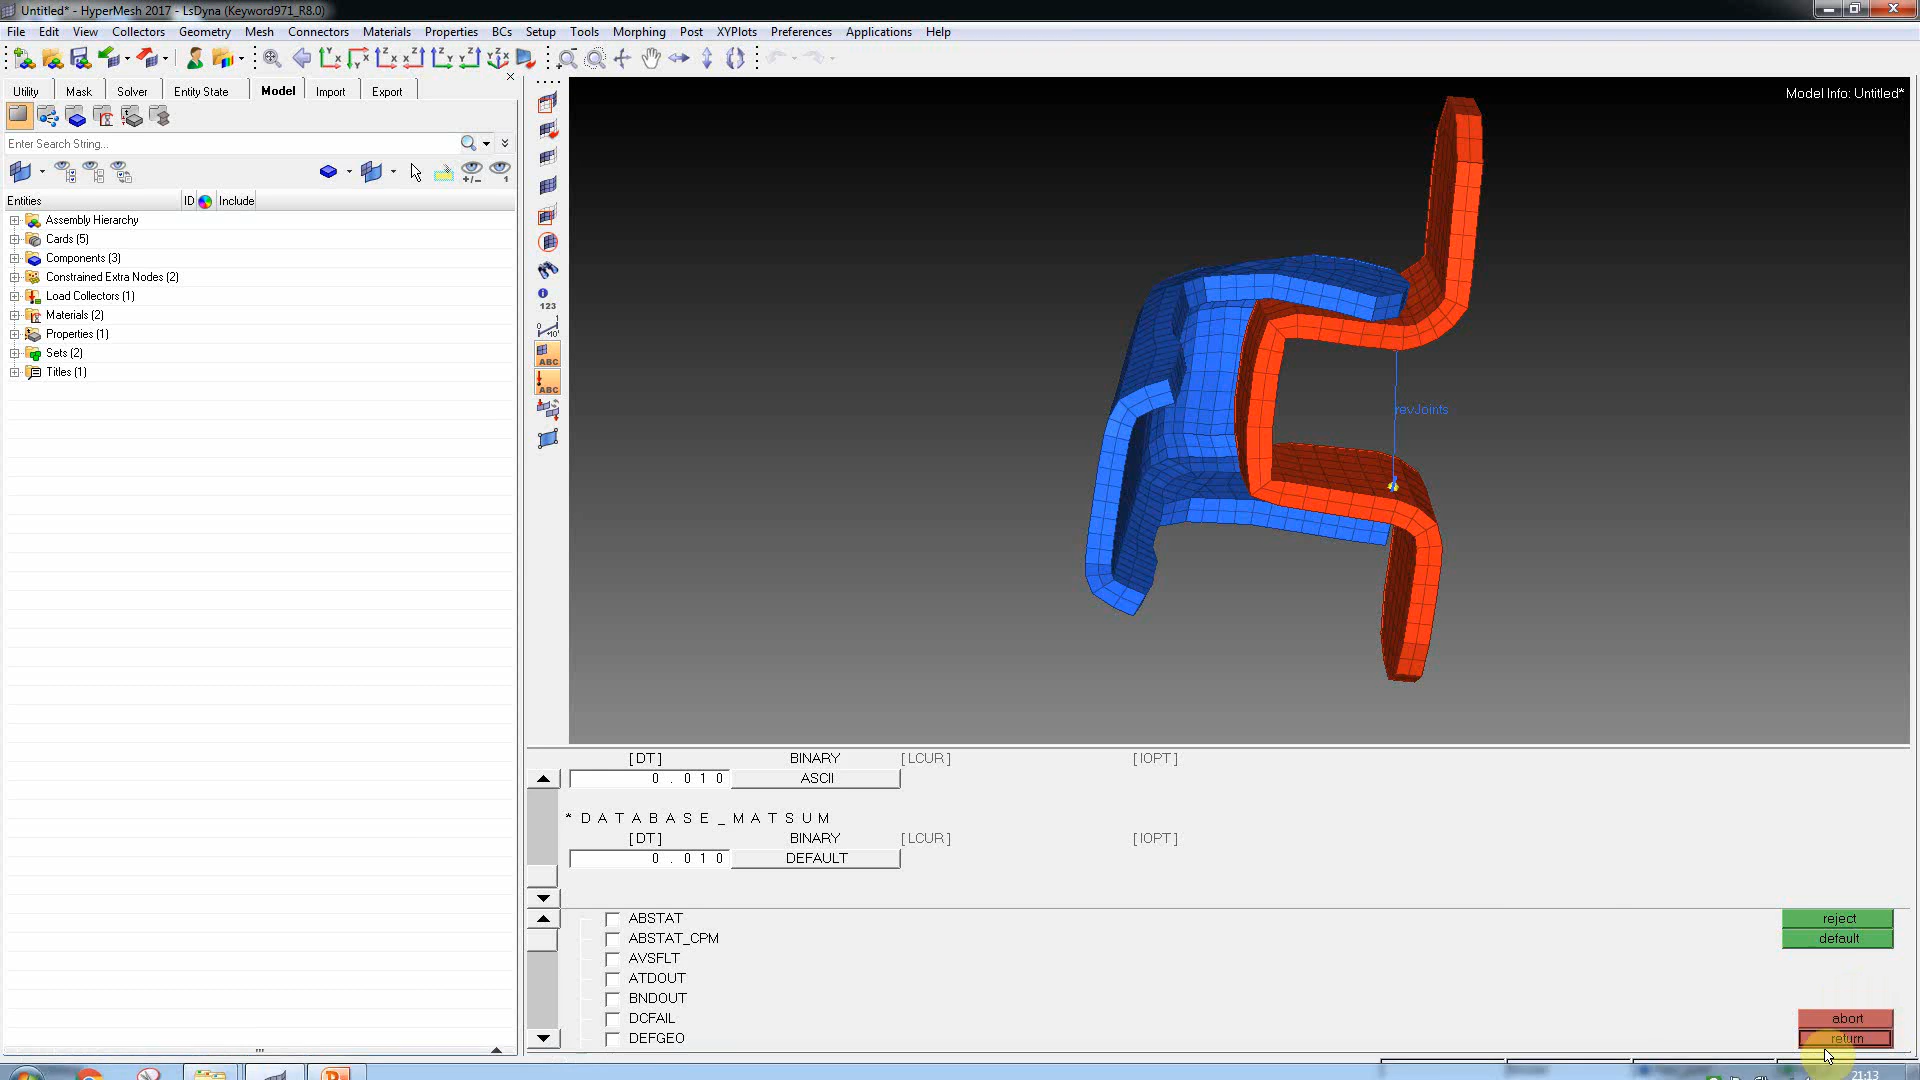 Untitled* - HyperMesh 2017 - LsDyna (Keyword971_R8.0)
File Edit View Collectors Geometry Mesh Connectors Materials Properties BCs Setup Tools Morphing Post XYPlots Preferences Applications Help
Utility Mask Solver Entity State Model Import Export
Model Info: Untitled*
Enter Search String...
Entities ID Include
Assembly Hierarchy
Cards (5)
Components (3)
Constrained Extra Nodes (2)
Load Collectors (1)
Materials (2)
Properties (1)
Sets (2)
Titles (1)
123
ABC
ABC
revJoints
[DT] BINARY [LCUR] [IOPT]
0.010 ASCII
*DATABASE_MATSUM
[DT] BINARY [LCUR] [IOPT]
0.010 DEFAULT
ABSTAT
ABSTAT_CPM
AVSFLT
ATDOUT
BNDOUT
DCFAIL
DEFGEO
reject
default
abort
return
21:13